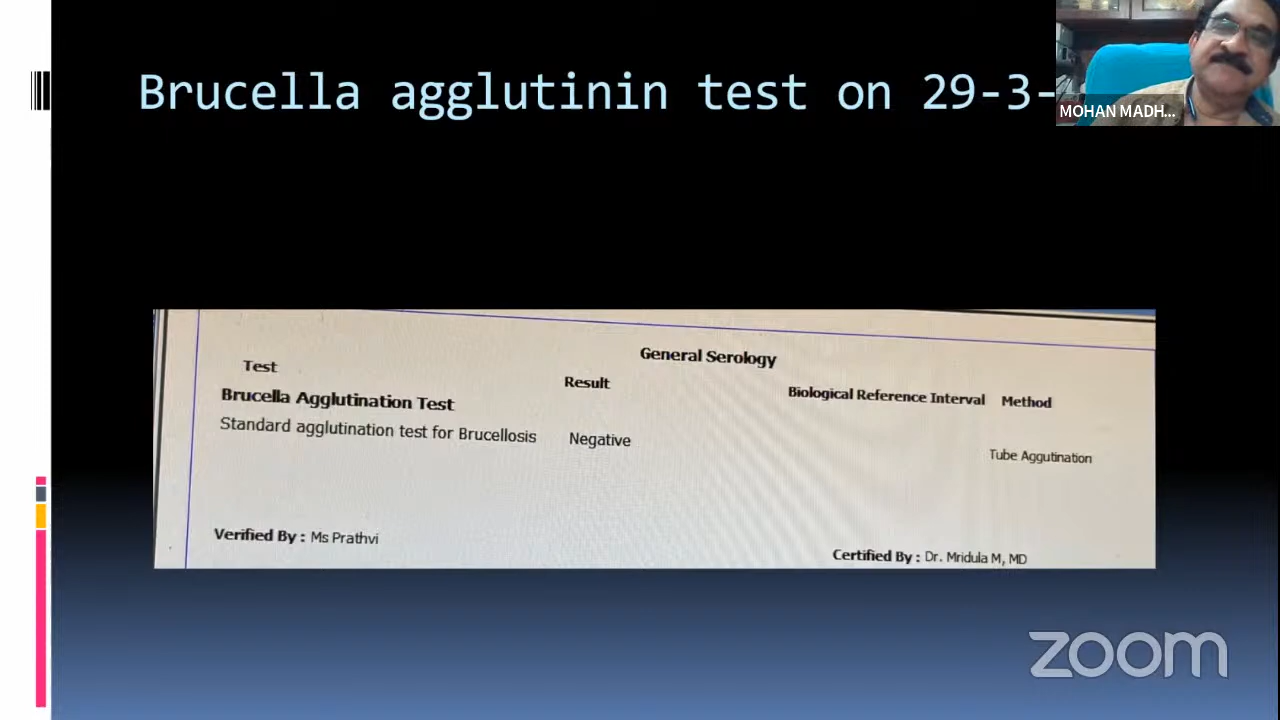 Brucella agglutinin test on 29-3-
MOHAN MADH...
General Serology
Test Result Biological Reference Interval Method
Brucella Agglutination Test
Standard agglutination test for Brucellosis Negative
Tube Aggutination
Verified By : Ms Prathvi
Certified By : Dr. Mridula M, MD
zoom